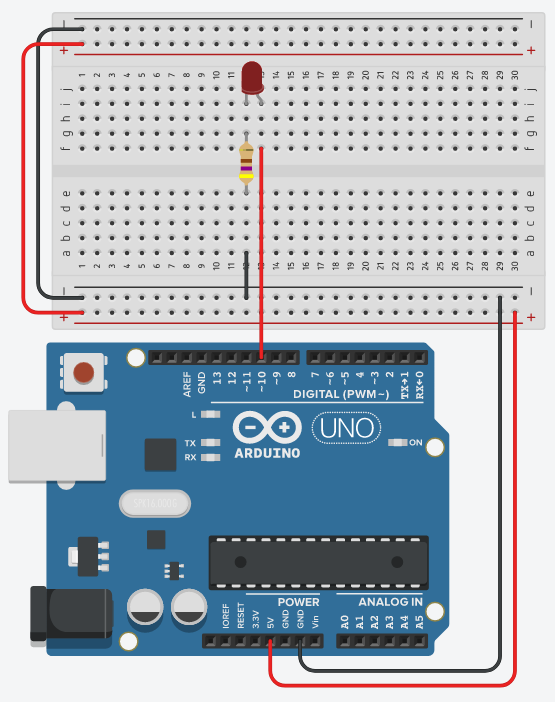 − −
+ +
1 2 3 4 5 6 7 8 9 10 11 13 14 15 16 17 18 19 20 21 22 23 24 25 26 27 28 29 30
j j
i i
h h
g g
f f
e e
d d
c c
b b
a a
1 2 3 4 5 6 7 8 9 10 11 12 13 14 15 16 17 18 19 20 21 22 23 24 25 26 27 28 29 30
− −
+ +
AREF GND 13 12 ~11 ~10 ~9 8 7 ~6 ~5 4 ~3 2 TX→1 RX←0
DIGITAL (PWM~)
L
TX
RX
− +
UNO
ON
ARDUINO
POWER ANALOG IN
IOREF RESET 3.3V 5V GND GND Vin A0 A1 A2 A3 A4 A5